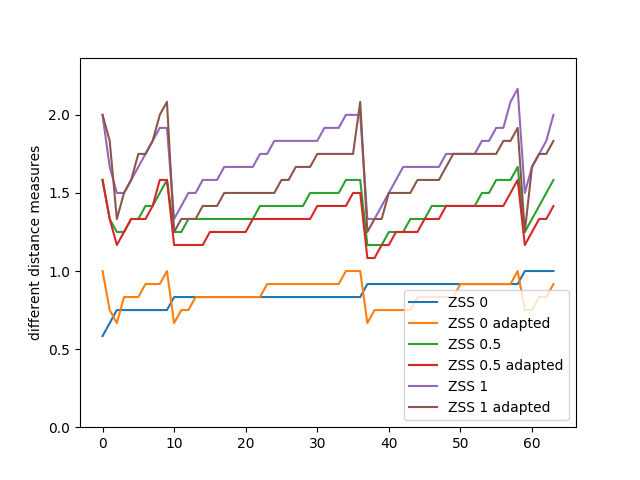 different distance measures
2.0
1.5
1.0
0.5
0.0
0 10 20 30 40 50 60
ZSS 0
ZSS 0 adapted
ZSS 0.5
ZSS 0.5 adapted
ZSS 1
ZSS 1 adapted